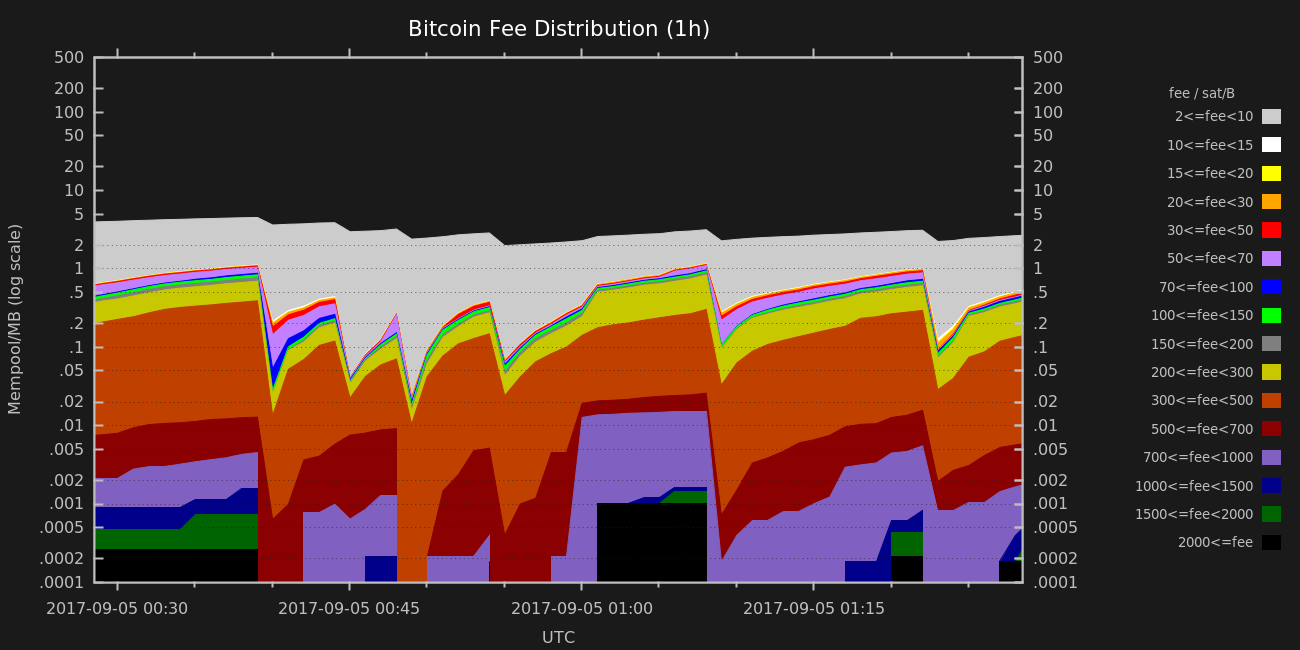 Bitcoin Fee Distribution (1h)
500 500
200 200
100 100
50 50
20 20
10 10
5 5
2 2
1 1
.5 .5
.2 .2
.1 .1
.05 .05
.02 .02
.01 .01
.005 .005
.002 .002
.001 .001
.0005 .0005
.0002 .0002
.0001 .0001
Mempool/MB (log scale)
2017-09-05 00:30 2017-09-05 00:45 2017-09-05 01:00 2017-09-05 01:15
UTC
fee / sat/B
2<=fee<10
10<=fee<15
15<=fee<20
20<=fee<30
30<=fee<50
50<=fee<70
70<=fee<100
100<=fee<150
150<=fee<200
200<=fee<300
300<=fee<500
500<=fee<700
700<=fee<1000
1000<=fee<1500
1500<=fee<2000
2000<=fee